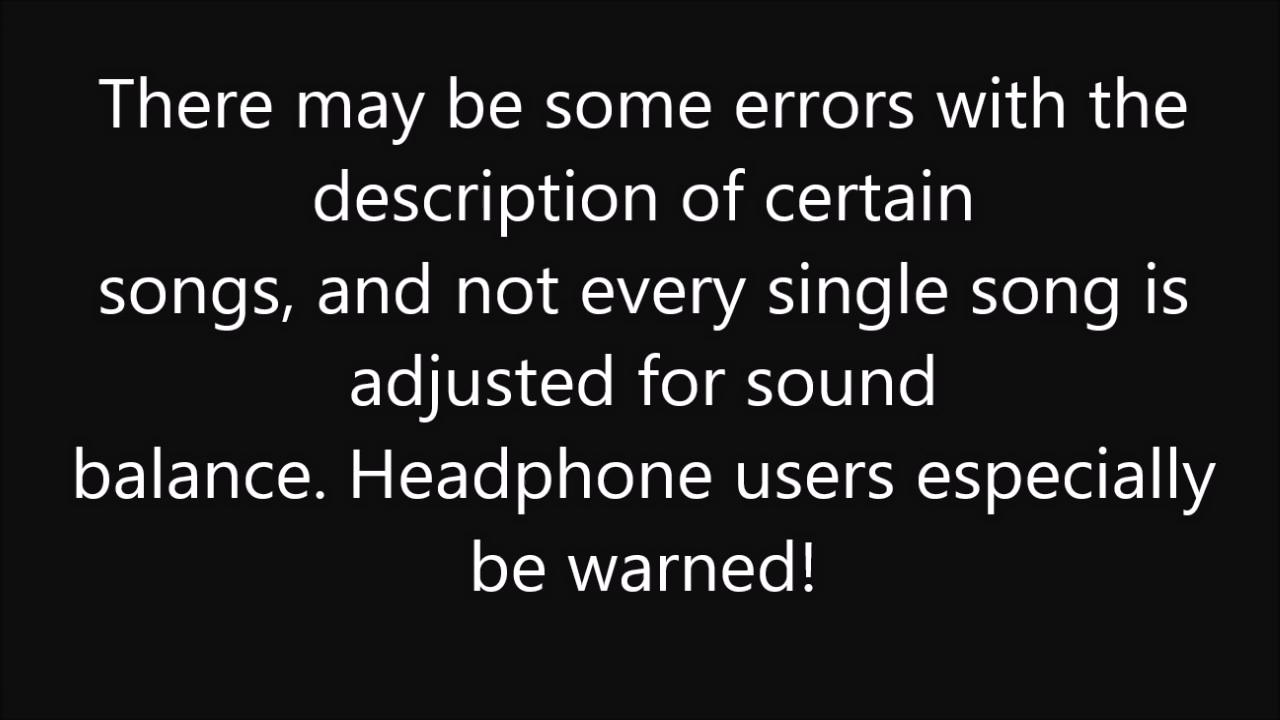 There may be some errors with the
description of certain
songs, and not every single song is
adjusted for sound
balance. Headphone users especially
be warned!